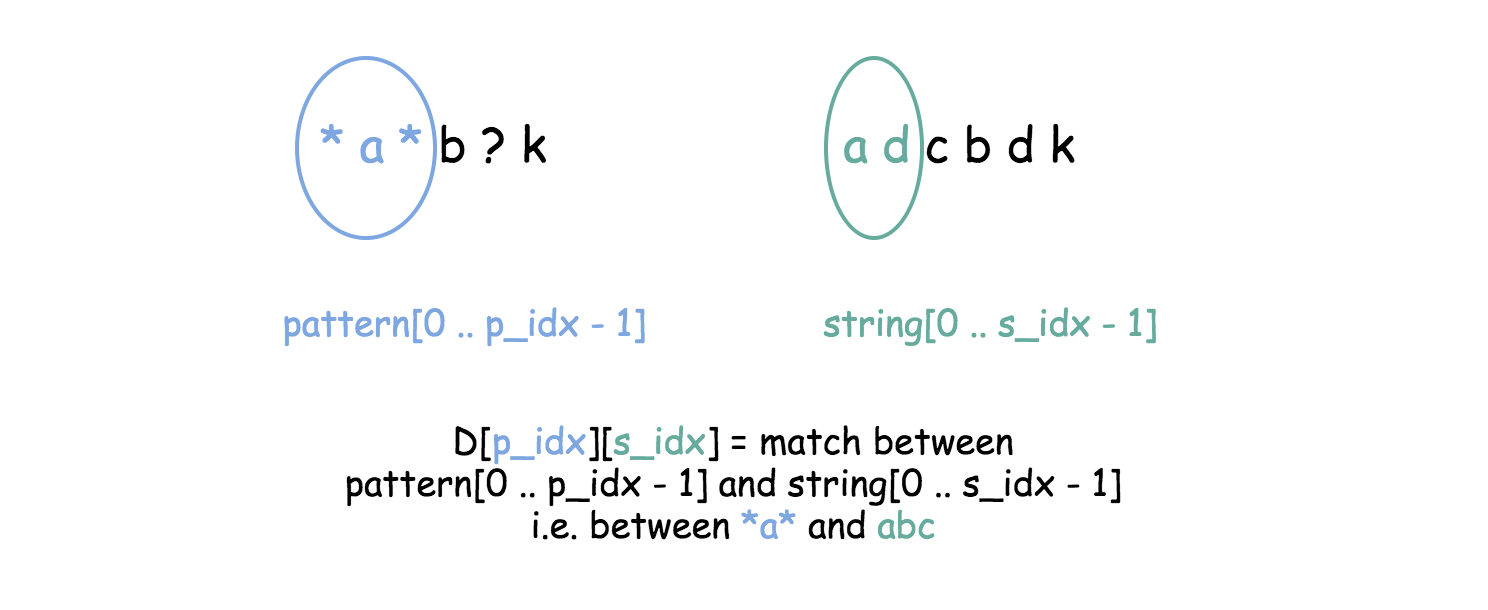 * a * b ? k
a d c b d k
pattern[0 .. p_idx - 1]
string[0 .. s_idx - 1]
D[p_idx][s_idx] = match between
pattern[0 .. p_idx - 1] and string[0 .. s_idx - 1]
i.e. between *a* and abc